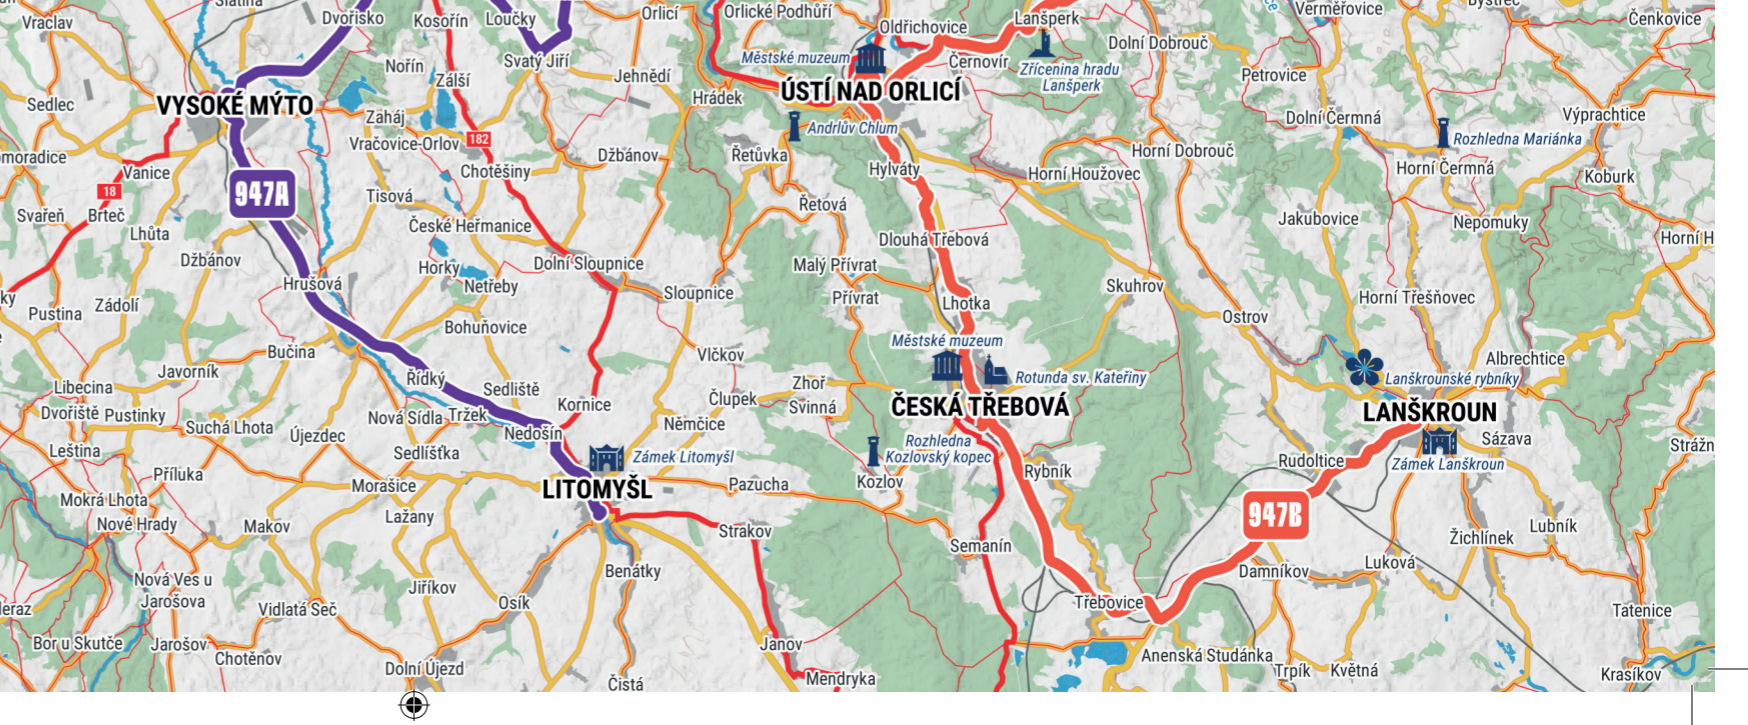 Slatina
Vraclav
Dvořisko
Kosořín
Loučky
Orlicí
Orlické Podhůří
Oldřichovice
Lanšperk
Verměřovice
Bystřec
Čenkovice
Svatý Jiří
Nořín
Zálší
Jehnědí
Městské muzeum
Černovír
Zřícenina hradu
Lanšperk
Dolní Dobrouč
Petrovice
Sedlec
VYSOKÉ MÝTO
Záháj
Hrádek
ÚSTÍ NAD ORLICÍ
Andrlův Chlum
Dolní Čermná
Výprachtice
Rozhledna Mariánka
Vračovice-Orlov
182
Džbánov
Řetůvka
Horní Dobrouč
moradice
Vanice
Chotěšiny
Hylváty
Horní Houžovec
Horní Čermná
Koburk
18
947A
Tisová
Svařeň
Brteč
Řetová
Jakubovice
Nepomuky
Lhůta
České Heřmanice
Dlouhá Třebová
Horní H
Džbánov
Horky
Dolní Sloupnice
Malý Přívrat
Hrušová
Netřeby
Sloupnice
Přívrat
Lhotka
Skuhrov
Horní Třešňovec
ky
Zádolí
Pustina
Bohuňovice
Ostrov
Bučina
Vlčkov
Městské muzeum
Albrechtice
Javorník
Řídký
Sedliště
Zhoř
Rotunda sv. Kateřiny
Lanškrounské rybníky
Libecina
Člupek
Svinná
ČESKÁ TŘEBOVÁ
LANŠKROUN
Dvořiště
Pustinky
Nová Sídla
Tržek
Kornice
Suchá Lhota
Újezdec
Nedošín
Němčice
Rozhledna
Kozlovský kopec
Sázava
Strážn
Leština
Sedlíšťka
Zámek Litomyšl
Rudoltice
Zámek Lanškroun
Příluka
Morašice
LITOMYŠL
Pazucha
Kozlov
Rybník
Mokrá Lhota
Nové Hrady
Makov
Lažany
Strakov
947B
Lubník
Žichlínek
Semanín
Benátky
Damníkov
Luková
Nová Ves u
Jarošova
Jiříkov
Osík
Třebovice
Tatenice
Vidlatá Seč
Bor u Skutče
Jarošov
Chotěnov
Janov
Anenská Studánka
Trpík
Květná
Krasíkov
Dolní Újezd
Čistá
Mendryka